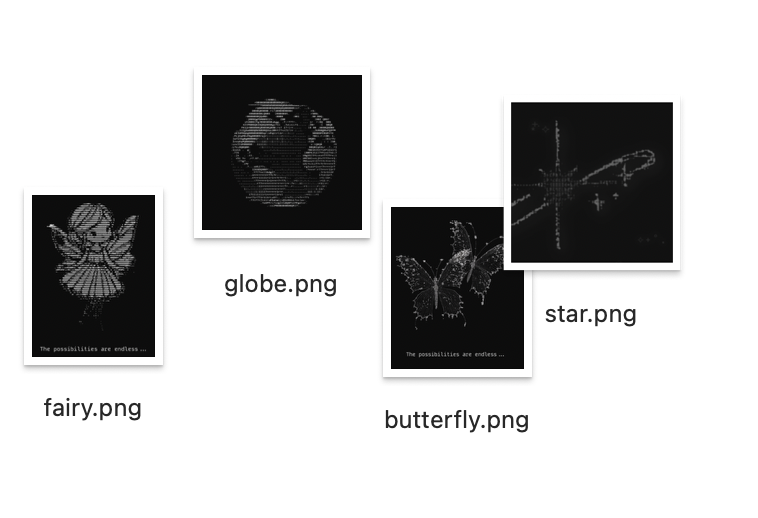 The possibilities are endless...
fairy.png
globe.png
The possibilities are endless...
butterfly.png
star.png